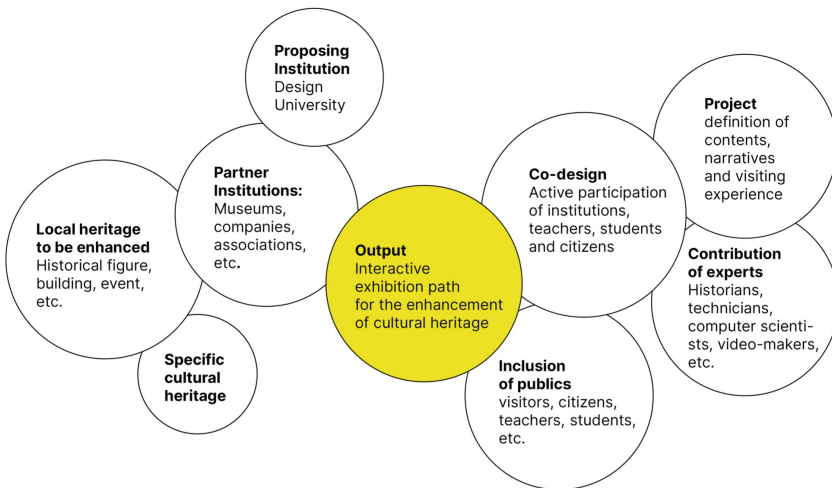 Proposing
Institution
Design
University
Partner
Institutions:
Museums,
companies,
associations,
etc.
Local heritage
to be enhanced
Historical figure,
building, event,
etc.
Specific
cultural
heritage
Output
Interactive
exhibition path
for the enhancement
of cultural heritage
Co-design
Active participation
of institutions,
teachers, students
and citizens
Project
definition of
contents,
narratives
and visiting
experience
Contribution
of experts
Historians,
technicians,
computer scienti-
sts, video-makers,
etc.
Inclusion
of publics
visitors, citizens,
teachers, students,
etc.